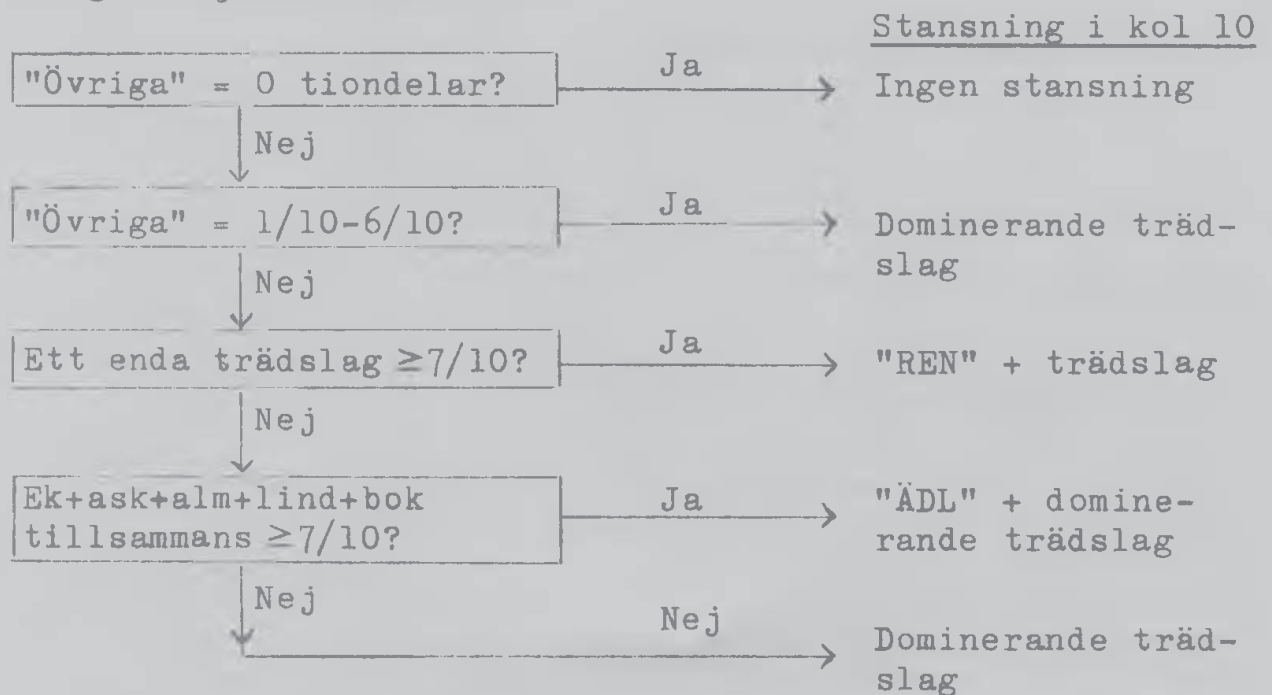 Stansning i kol 10
"Övriga" = 0 tiondelar?
Ja
Ingen stansning
Nej
"Övriga" = 1/10-6/10?
Ja
Dominerande träd-
slag
Nej
Ett enda trädslag ≥7/10?
Ja
"REN" + trädslag
Nej
Ek+ask+alm+lind+bok
tillsammans ≥7/10?
Ja
"ÄDL" + domine-
rande trädslag
Nej
Nej
Dominerande träd-
slag